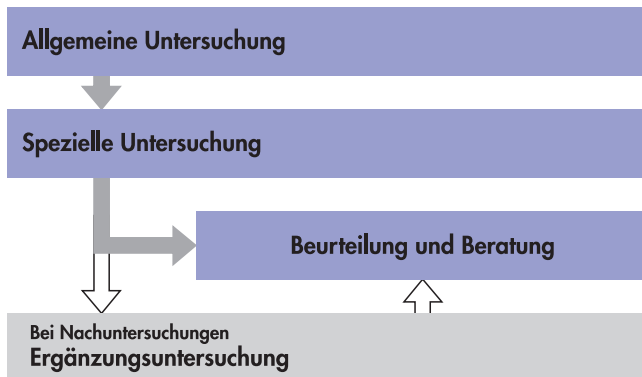 Allgemeine Untersuchung
Spezielle Untersuchung
Beurteilung und Beratung
Bei Nachuntersuchungen
Ergänzungsuntersuchung